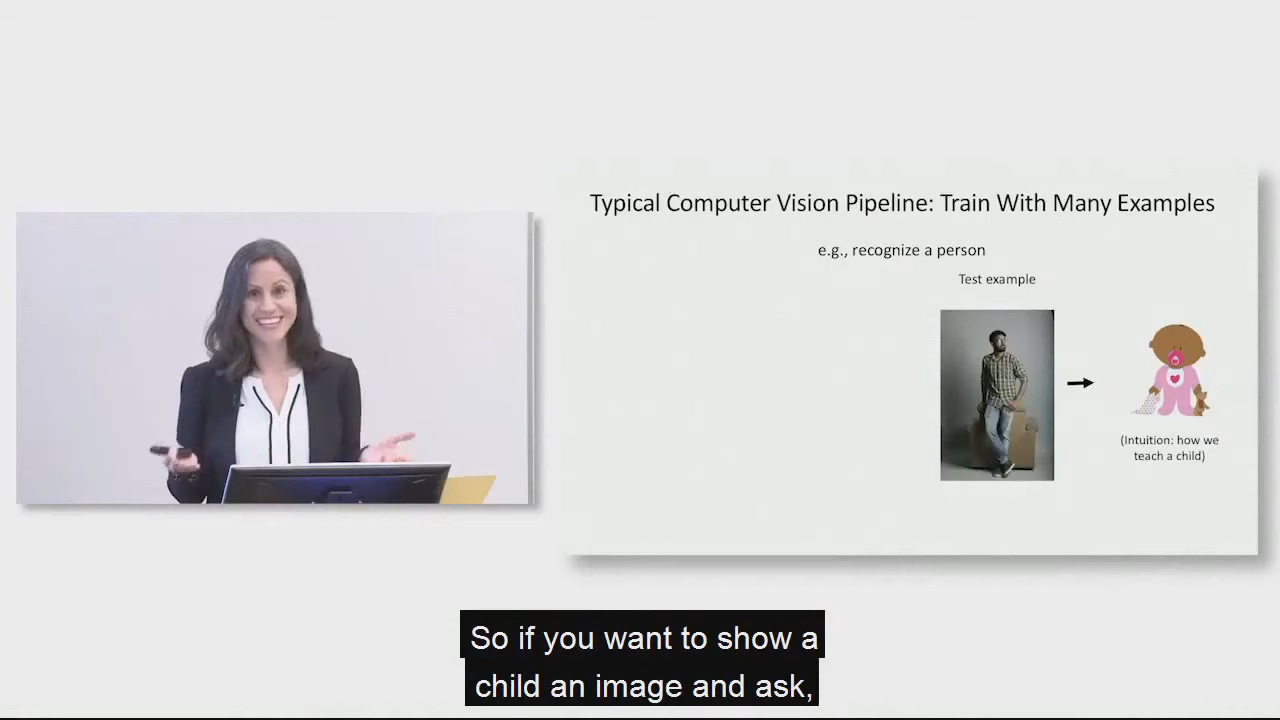 Typical Computer Vision Pipeline: Train With Many Examples
e.g., recognize a person
Test example
(Intuition: how we
teach a child)
So if you want to show a
child an image and ask,